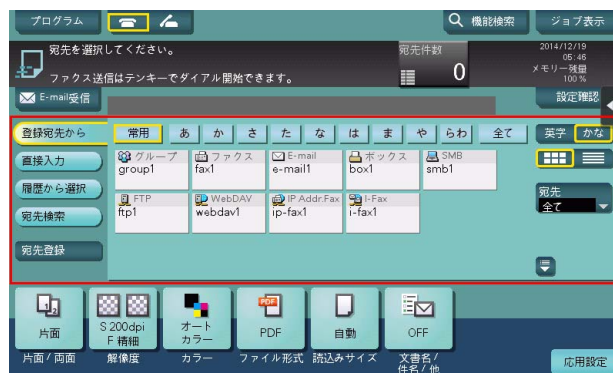 プログラム
機能検索
ジョブ表示
宛先を選択してください。
ファクス送信はテンキーでダイアル開始できます。
宛先件数
0
2014/12/19
05:46
メモリー残量
100%
E-mail受信
設定確認
登録宛先から
常用 あ か さ た な は ま や らわ 全て
英字 かな
直接入力
履歴から選択
宛先検索
宛先登録
グループ
group1
ファクス
fax1
E-mail
e-mail1
ボックス
box1
SMB
smb1
FTP
ftp1
WebDAV
webdav1
IP Addr.Fax
ip-fax1
I-Fax
i-fax1
宛先
全て
片面
片面/両面
S 200dpi
F 精細
解像度
オート
カラー
カラー
PDF
ファイル形式
自動
読込みサイズ
OFF
文書名/
件名/他
応用設定